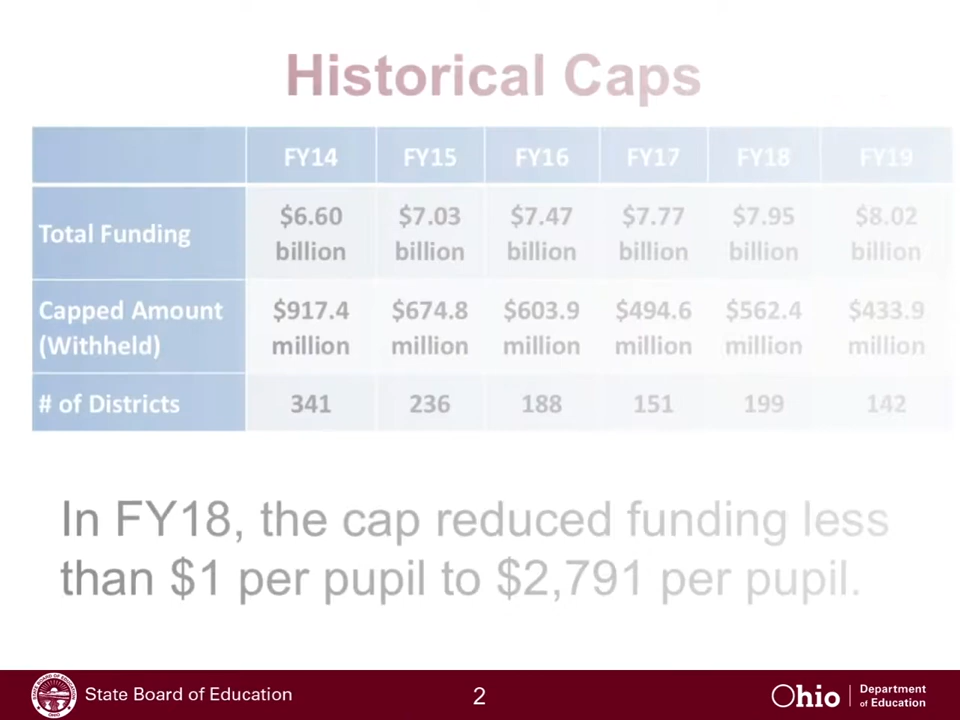 Historical Caps
FY14 FY15 FY16 FY17 FY18 FY19
Total Funding $6.60 billion $7.03 billion $7.47 billion $7.77 billion $7.95 billion $8.02 billion
Capped Amount (Withheld) $917.4 million $674.8 million $603.9 million $494.6 million $562.4 million $433.9 million
# of Districts 341 236 188 151 199 142
In FY18, the cap reduced funding less
than $1 per pupil to $2,791 per pupil.
State Board of Education
2
Ohio
Department
of Education